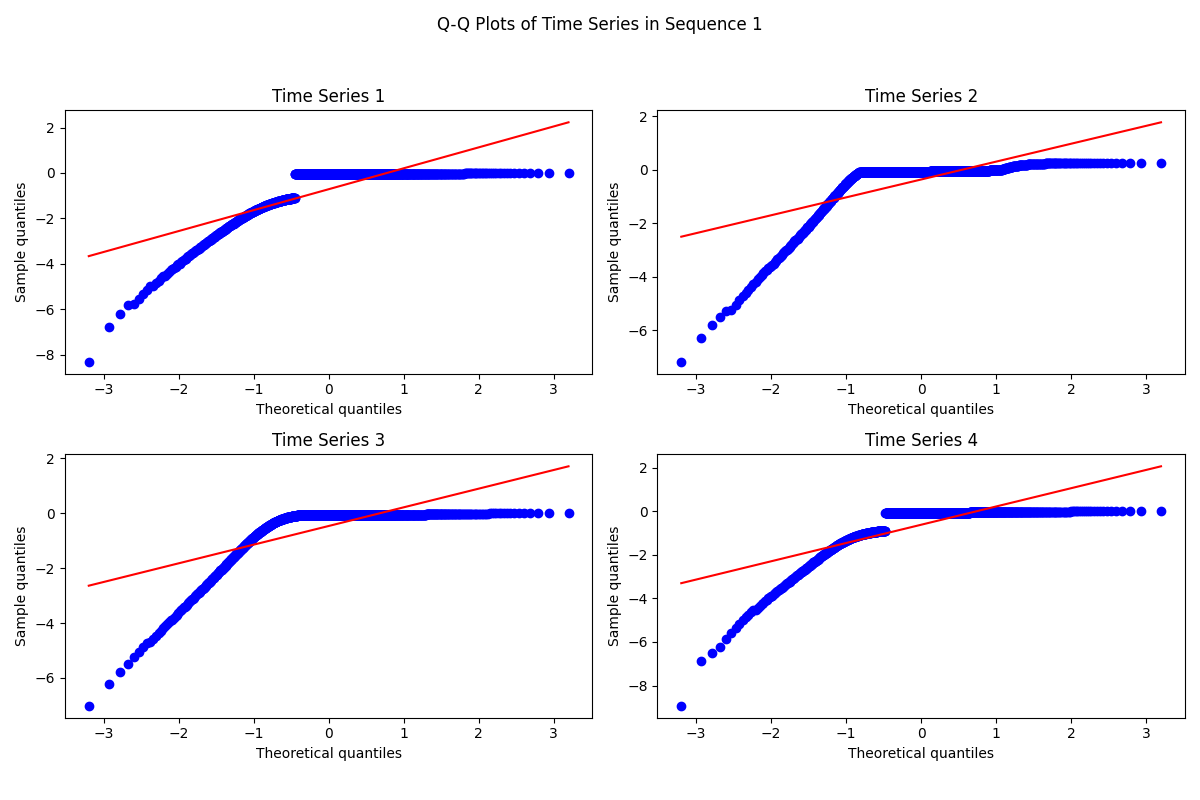 Q-Q Plots of Time Series in Sequence 1
Time Series 1
2
0
−2
−4
−6
−8
Sample quantiles
−3 −2 −1 0 1 2 3
Theoretical quantiles
Time Series 2
2
0
−2
−4
−6
Sample quantiles
−3 −2 −1 0 1 2 3
Theoretical quantiles
Time Series 3
2
0
−2
−4
−6
Sample quantiles
−3 −2 −1 0 1 2 3
Theoretical quantiles
Time Series 4
2
0
−2
−4
−6
−8
Sample quantiles
−3 −2 −1 0 1 2 3
Theoretical quantiles